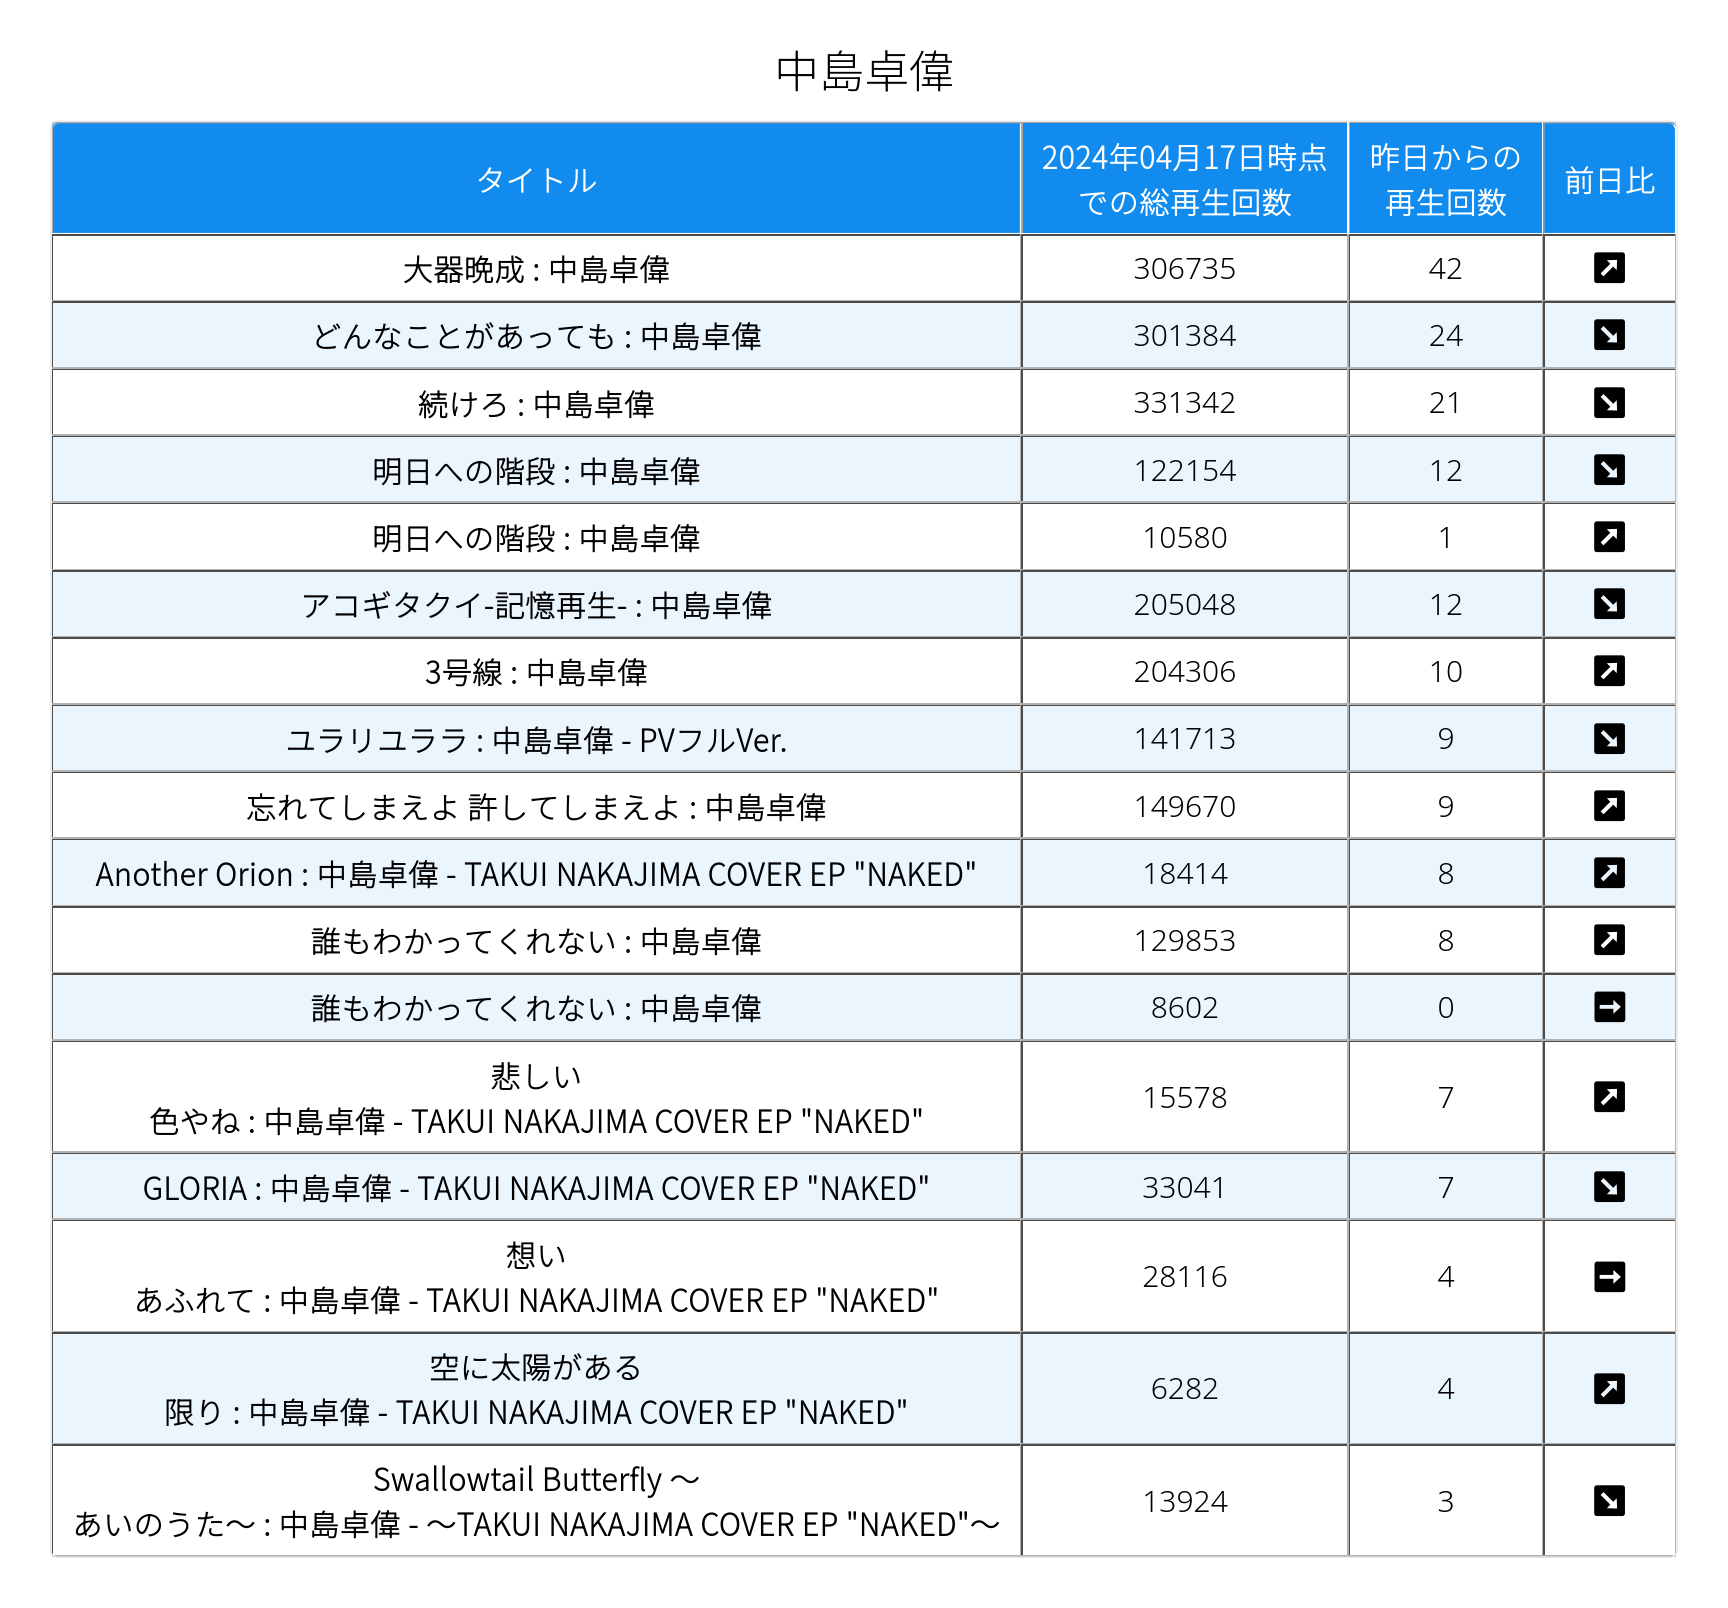 中島卓偉
タイトル
2024年04月17日時点
での総再生回数
昨日からの
再生回数
前日比
大器晩成 : 中島卓偉
306735
42
どんなことがあっても : 中島卓偉
301384
24
続けろ : 中島卓偉
331342
21
明日への階段 : 中島卓偉
122154
12
明日への階段 : 中島卓偉
10580
1
アコギタクイ-記憶再生- : 中島卓偉
205048
12
3号線 : 中島卓偉
204306
10
ユラリユララ : 中島卓偉 - PVフルVer.
141713
9
忘れてしまえよ 許してしまえよ : 中島卓偉
149670
9
Another Orion : 中島卓偉 - TAKUI NAKAJIMA COVER EP "NAKED"
18414
8
誰もわかってくれない : 中島卓偉
129853
8
誰もわかってくれない : 中島卓偉
8602
0
悲しい
色やね : 中島卓偉 - TAKUI NAKAJIMA COVER EP "NAKED"
15578
7
GLORIA : 中島卓偉 - TAKUI NAKAJIMA COVER EP "NAKED"
33041
7
想い
あふれて : 中島卓偉 - TAKUI NAKAJIMA COVER EP "NAKED"
28116
4
空に太陽がある
限り : 中島卓偉 - TAKUI NAKAJIMA COVER EP "NAKED"
6282
4
Swallowtail Butterfly ～
あいのうた～ : 中島卓偉 - ～TAKUI NAKAJIMA COVER EP "NAKED"～
13924
3